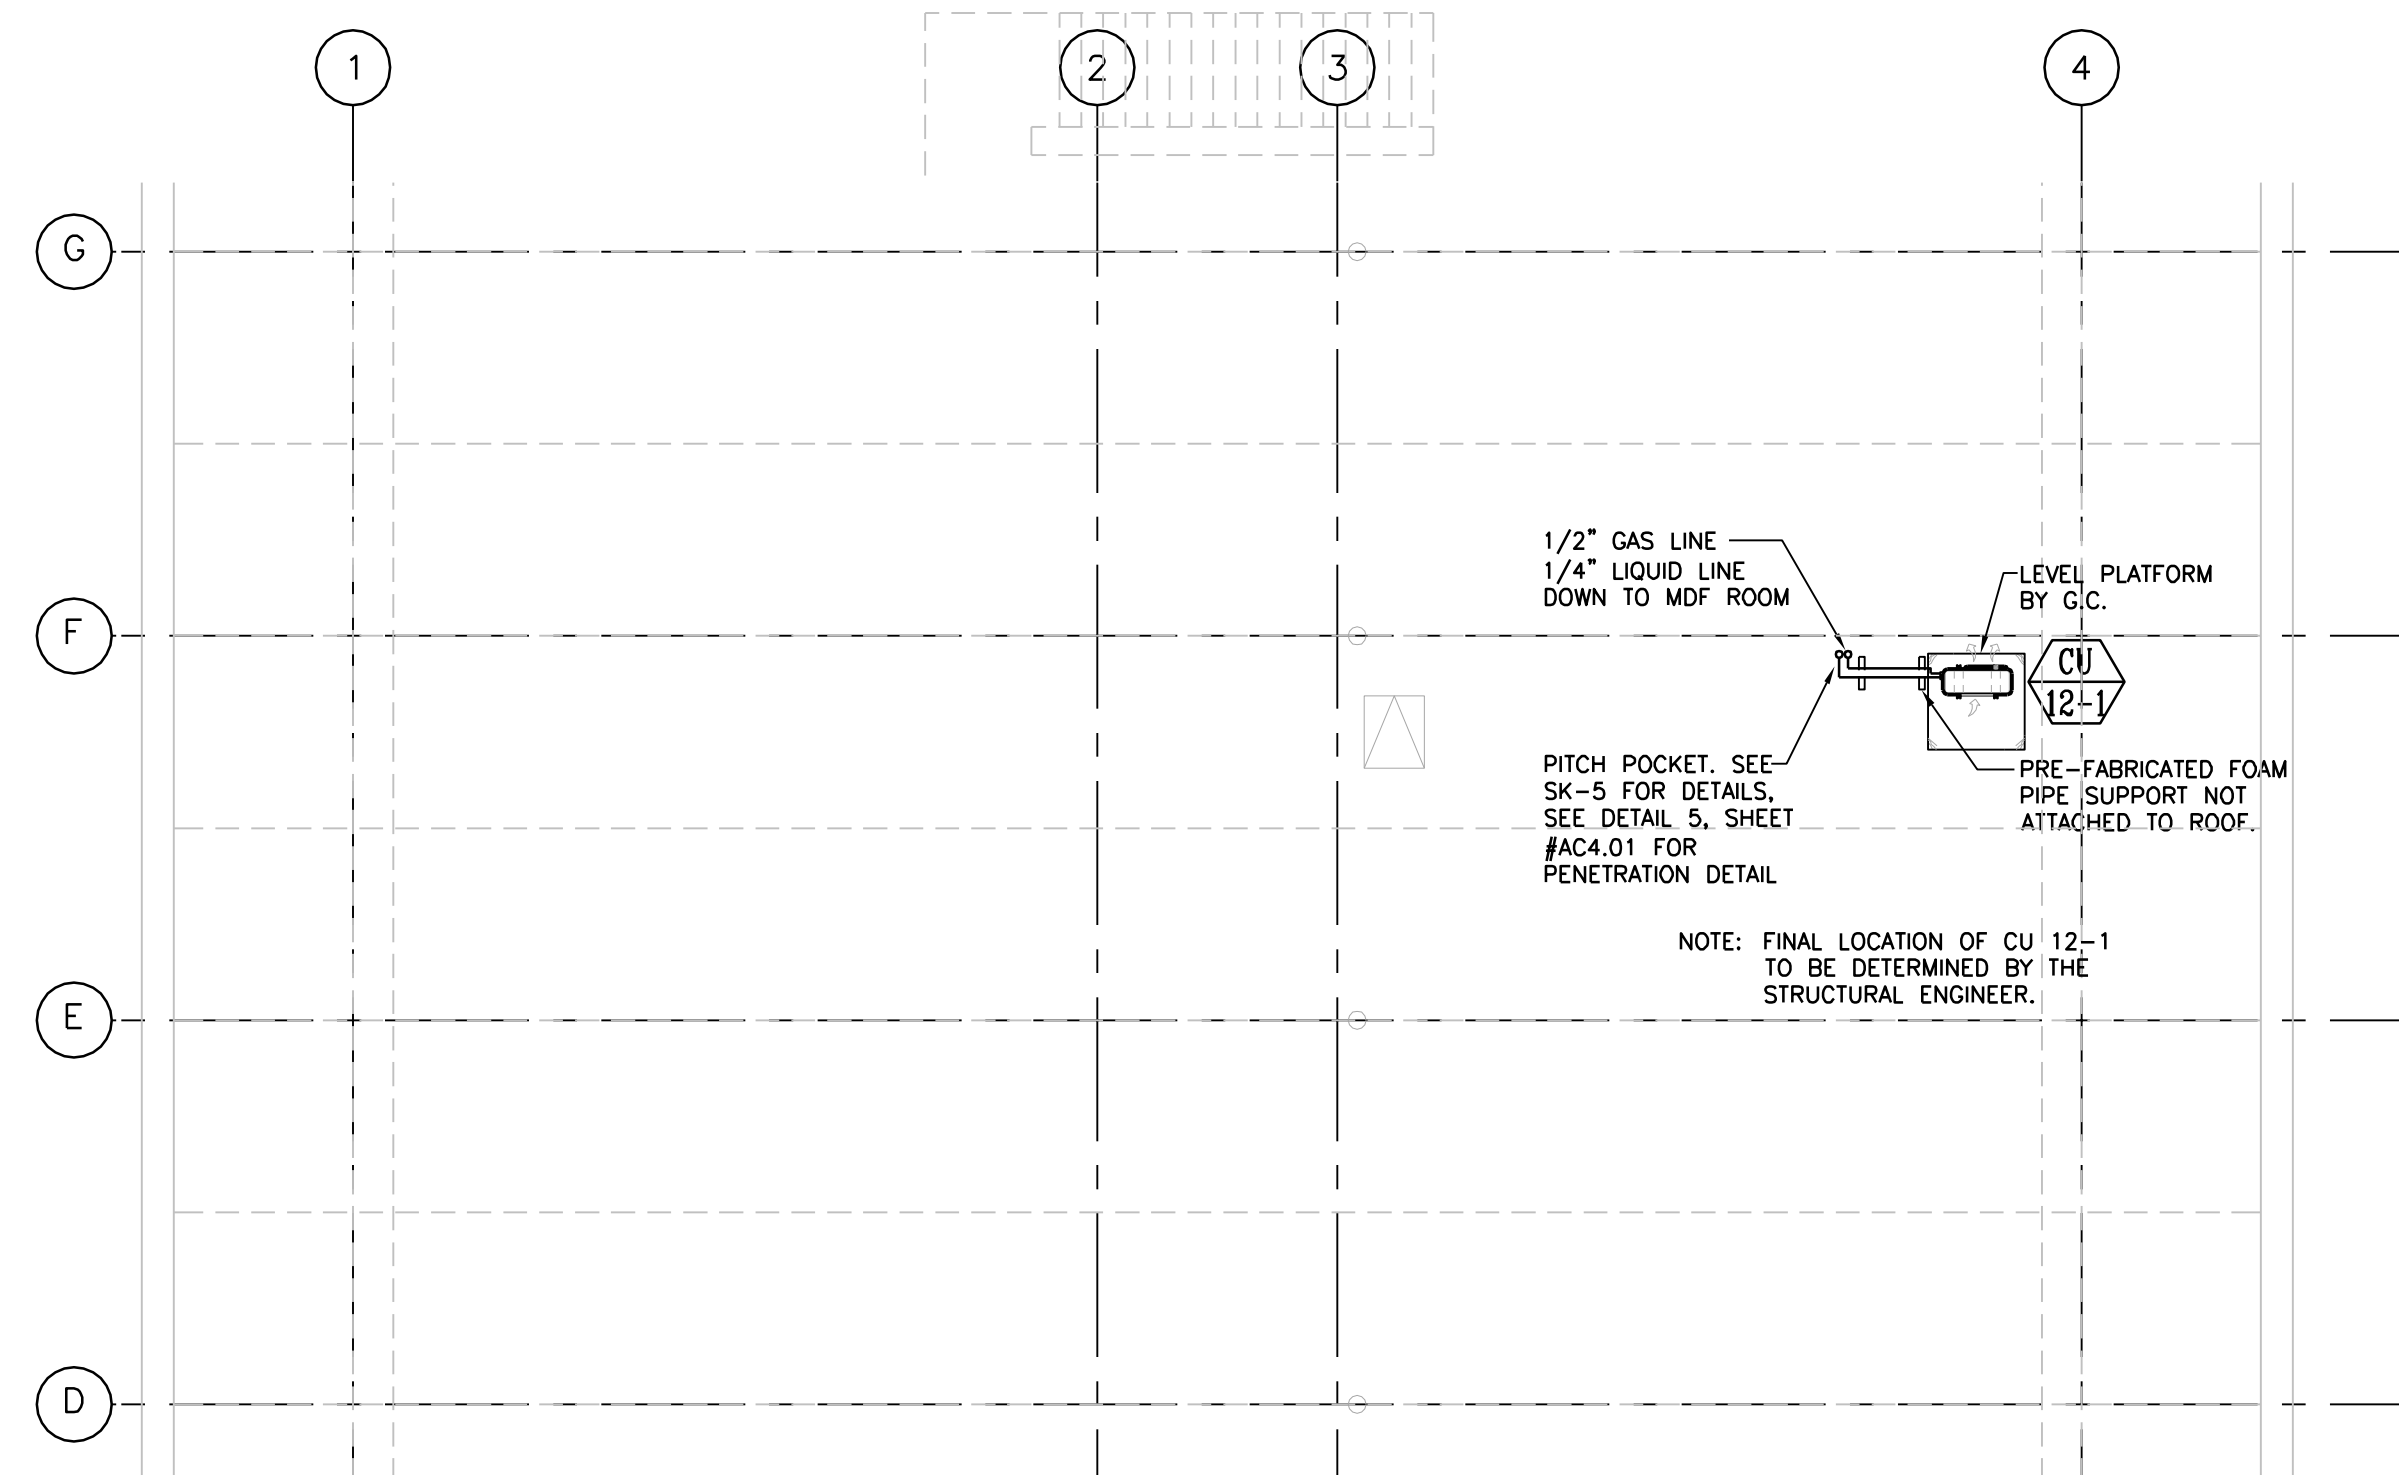 1
2
3
4
G
F
E
D
1/2" GAS LINE
1/4" LIQUID LINE
DOWN TO MDF ROOM
LEVEL PLATFORM
BY G.C.
CU
12-1
PITCH POCKET. SEE
SK-5 FOR DETAILS,
SEE DETAIL 5, SHEET
#AC4.01 FOR
PENETRATION DETAIL
PRE-FABRICATED FOAM
PIPE SUPPORT NOT
ATTACHED TO ROOF.
NOTE: FINAL LOCATION OF CU 12-1
TO BE DETERMINED BY THE
STRUCTURAL ENGINEER.